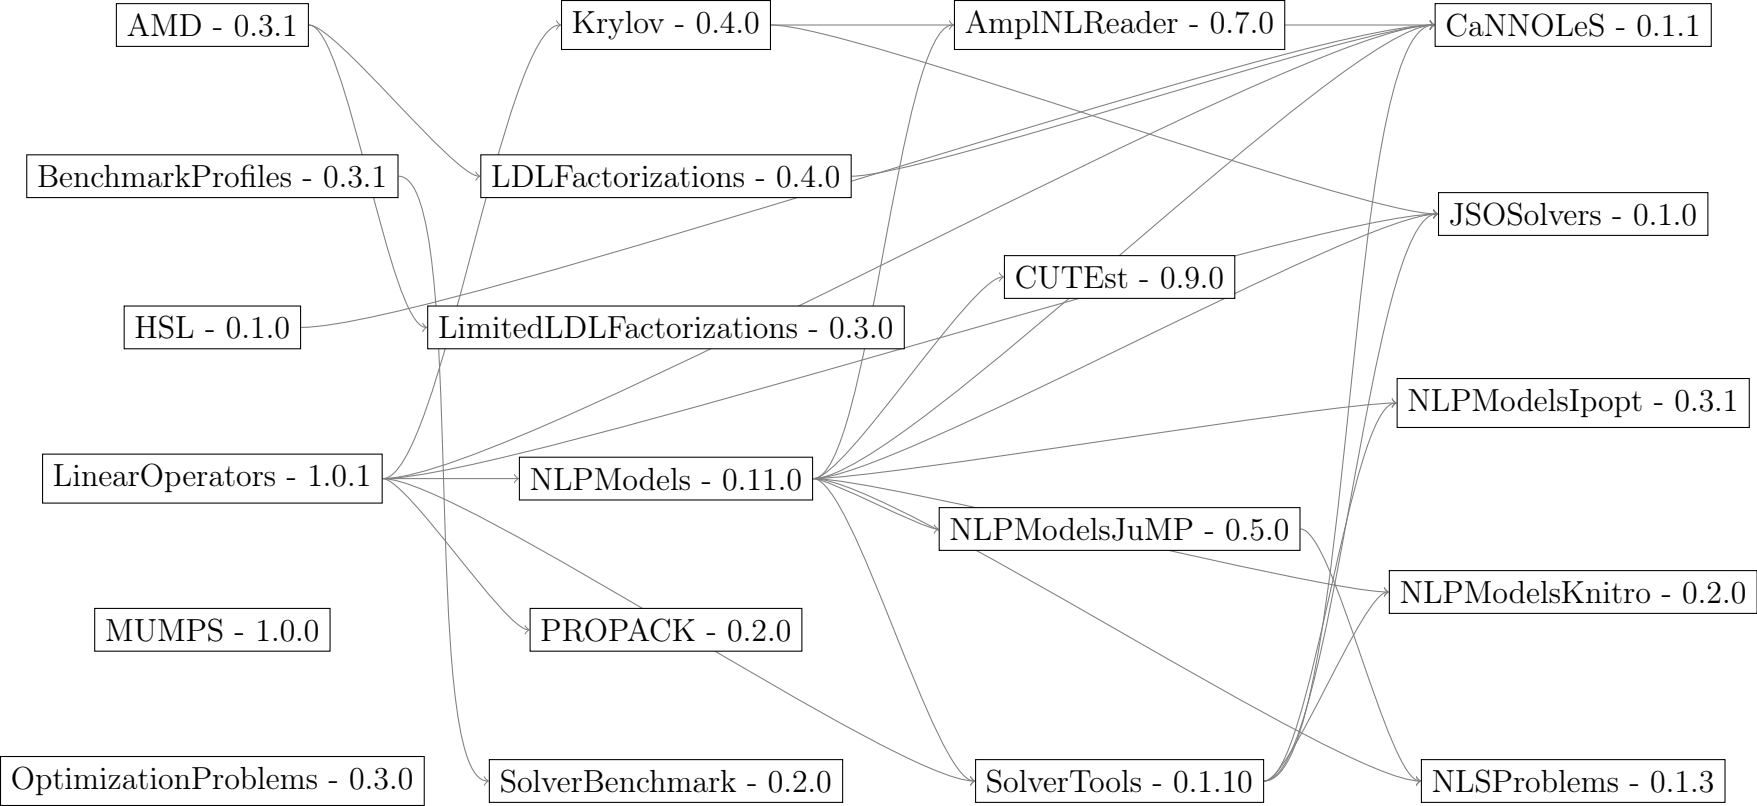 AMD - 0.3.1
Krylov - 0.4.0
AmplNLReader - 0.7.0
CaNNOLeS - 0.1.1
BenchmarkProfiles - 0.3.1
LDLFactorizations - 0.4.0
JSOSolvers - 0.1.0
CUTEst - 0.9.0
HSL - 0.1.0
LimitedLDLFactorizations - 0.3.0
NLPModelsIpopt - 0.3.1
LinearOperators - 1.0.1
NLPModels - 0.11.0
NLPModelsJuMP - 0.5.0
NLPModelsKnitro - 0.2.0
MUMPS - 1.0.0
PROPACK - 0.2.0
OptimizationProblems - 0.3.0
SolverBenchmark - 0.2.0
SolverTools - 0.1.10
NLSProblems - 0.1.3